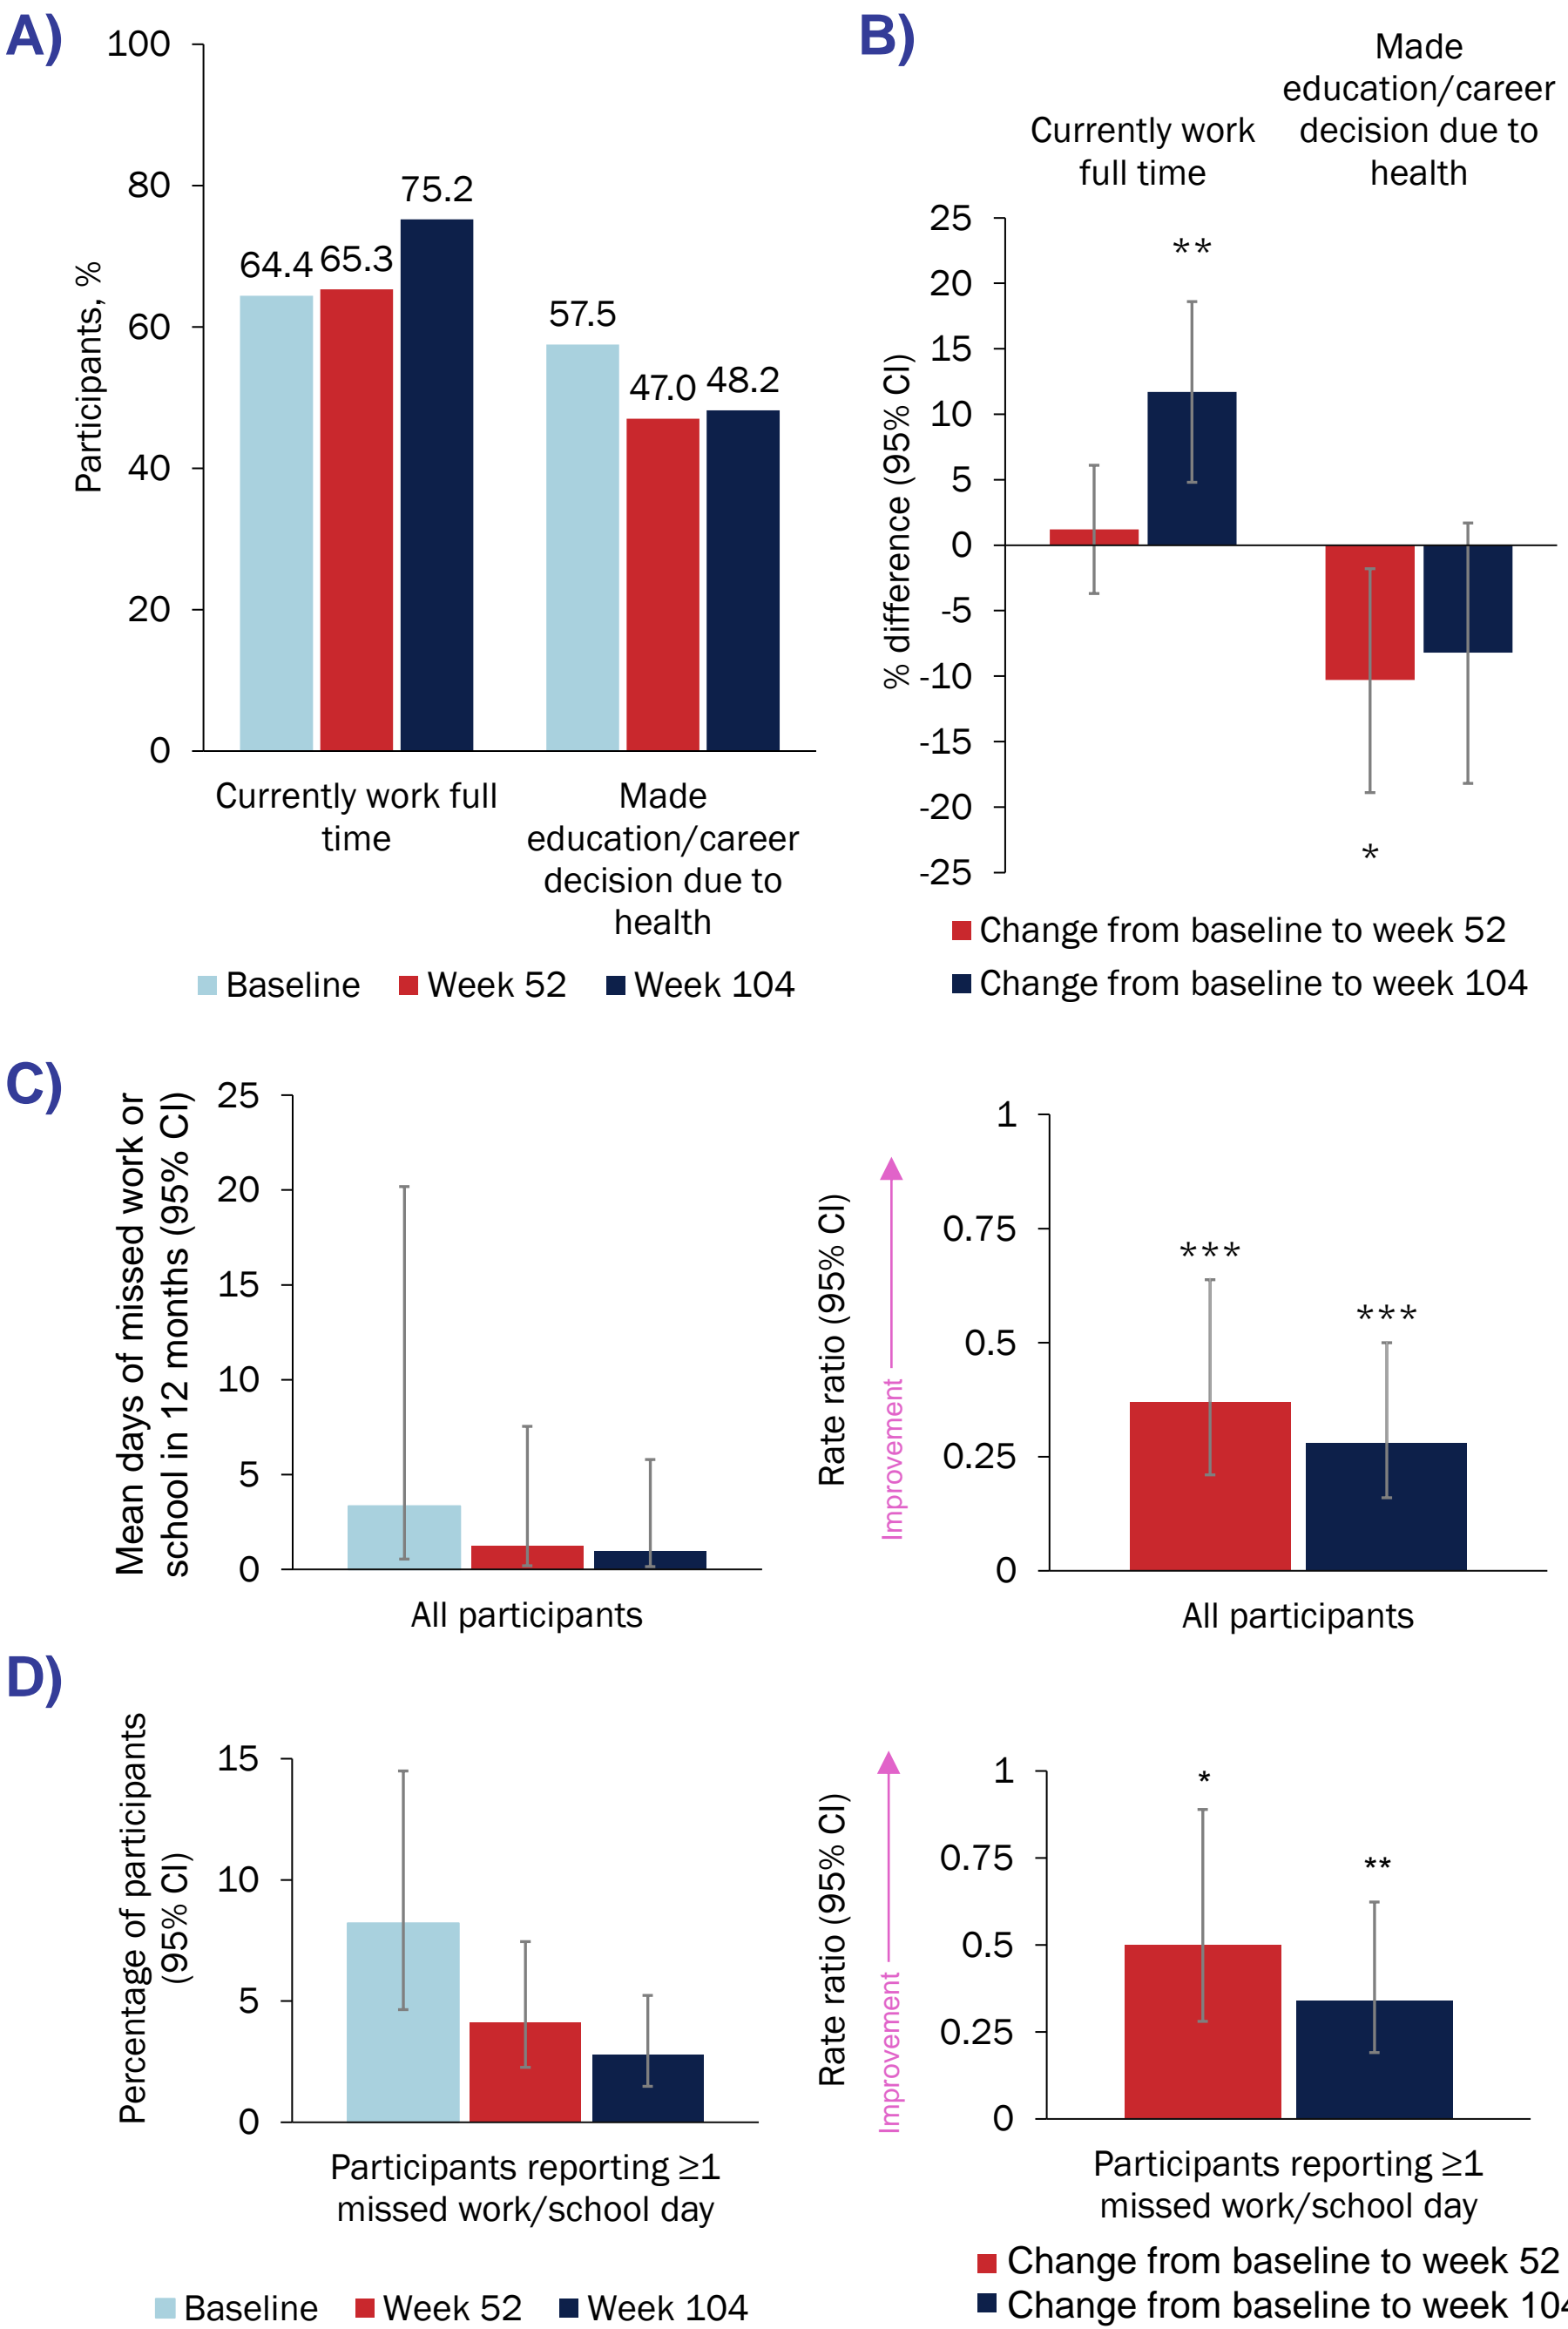 A)
100
80
60
40
20
0
Participants, %
64.4
65.3
75.2
57.5
47.0
48.2
Currently work full
time
Made
education/career
decision due to
health
Baseline
Week 52
Week 104
B)
Currently work
full time
Made
education/career
decision due to
health
25
20
15
10
5
0
-5
-10
-15
-20
-25
% difference (95% CI)
**
*
Change from baseline to week 52
Change from baseline to week 104
C)
Mean days of missed work or
school in 12 months (95% CI)
25
20
15
10
5
0
All participants
Rate ratio (95% CI)
Improvement
1
0.75
0.5
0.25
0
***
***
All participants
D)
Percentage of participants
(95% CI)
15
10
5
0
Participants reporting ≥1
missed work/school day
Baseline
Week 52
Week 104
Rate ratio (95% CI)
Improvement
1
0.75
0.5
0.25
0
*
**
Participants reporting ≥1
missed work/school day
Change from baseline to week 52
Change from baseline to week 104